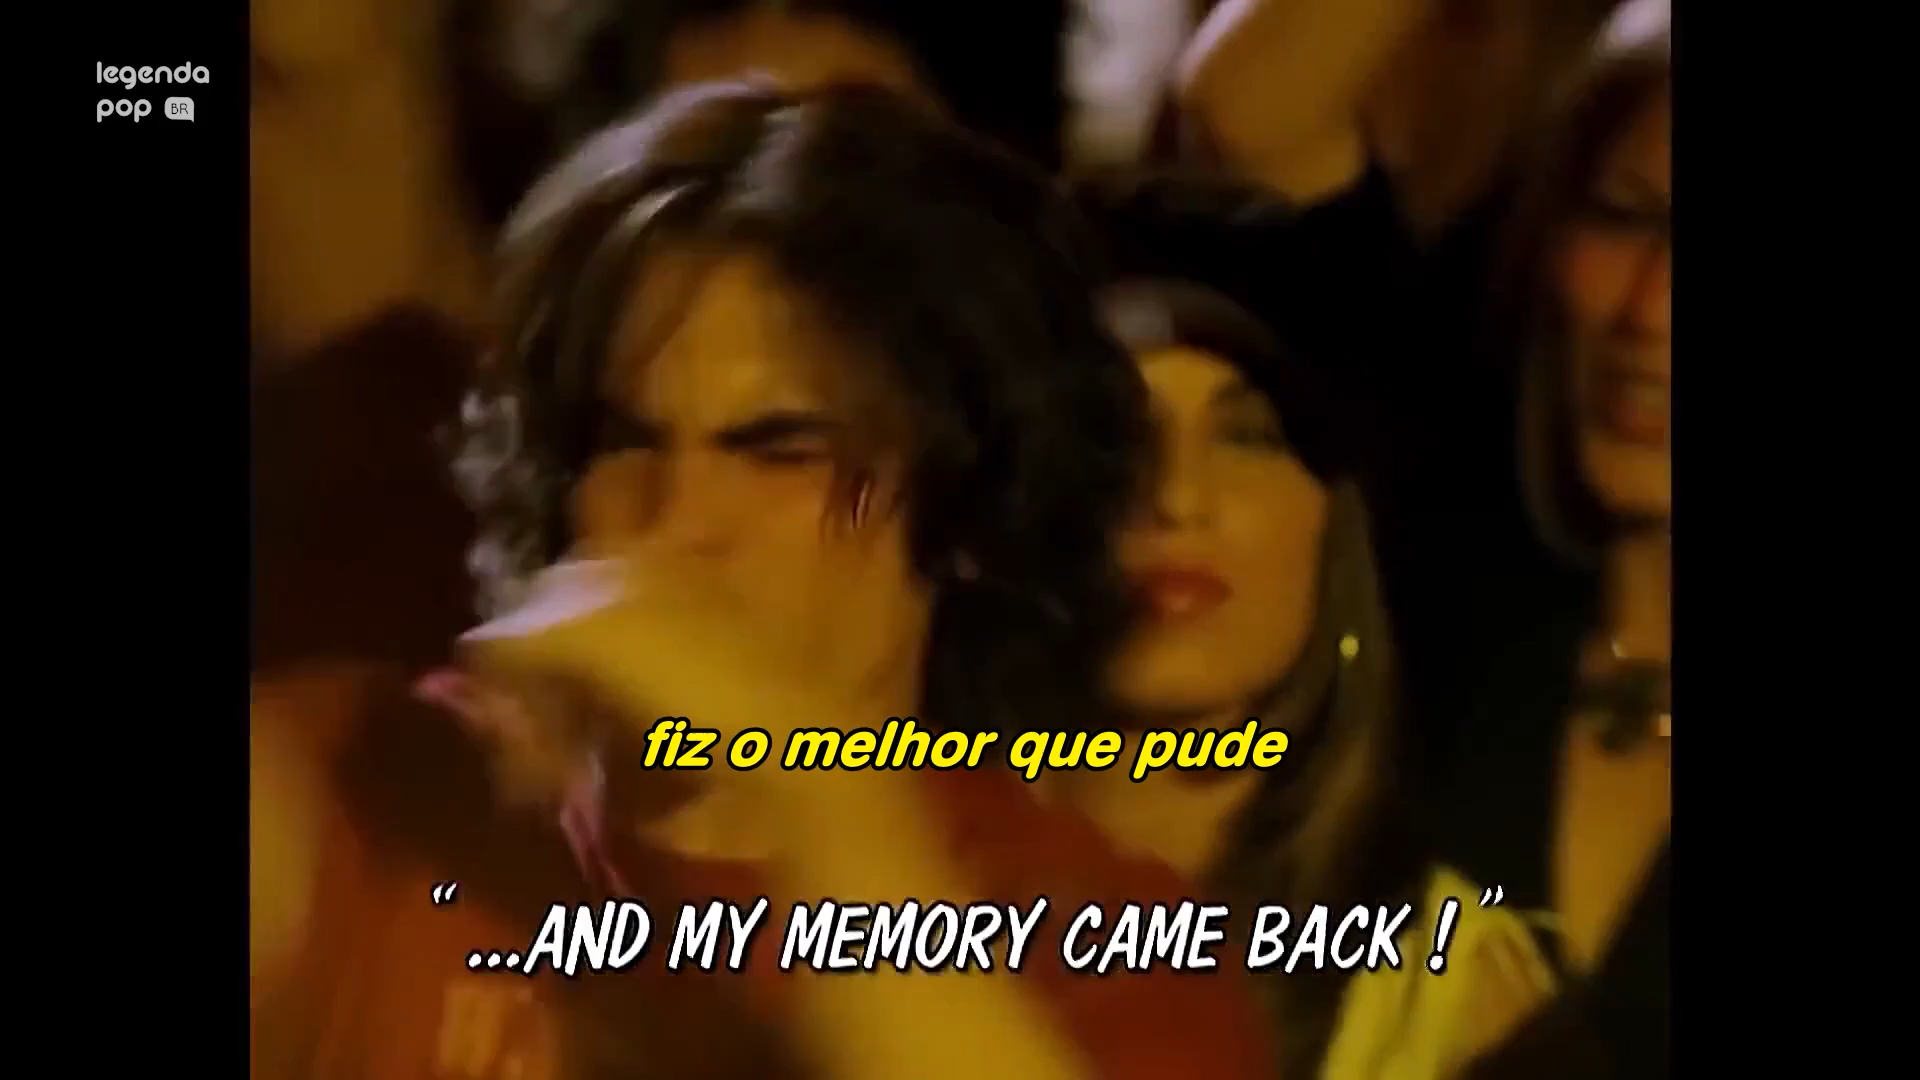 legenda
pop BR
fiz o melhor que pude
“...AND MY MEMORY CAME BACK!”